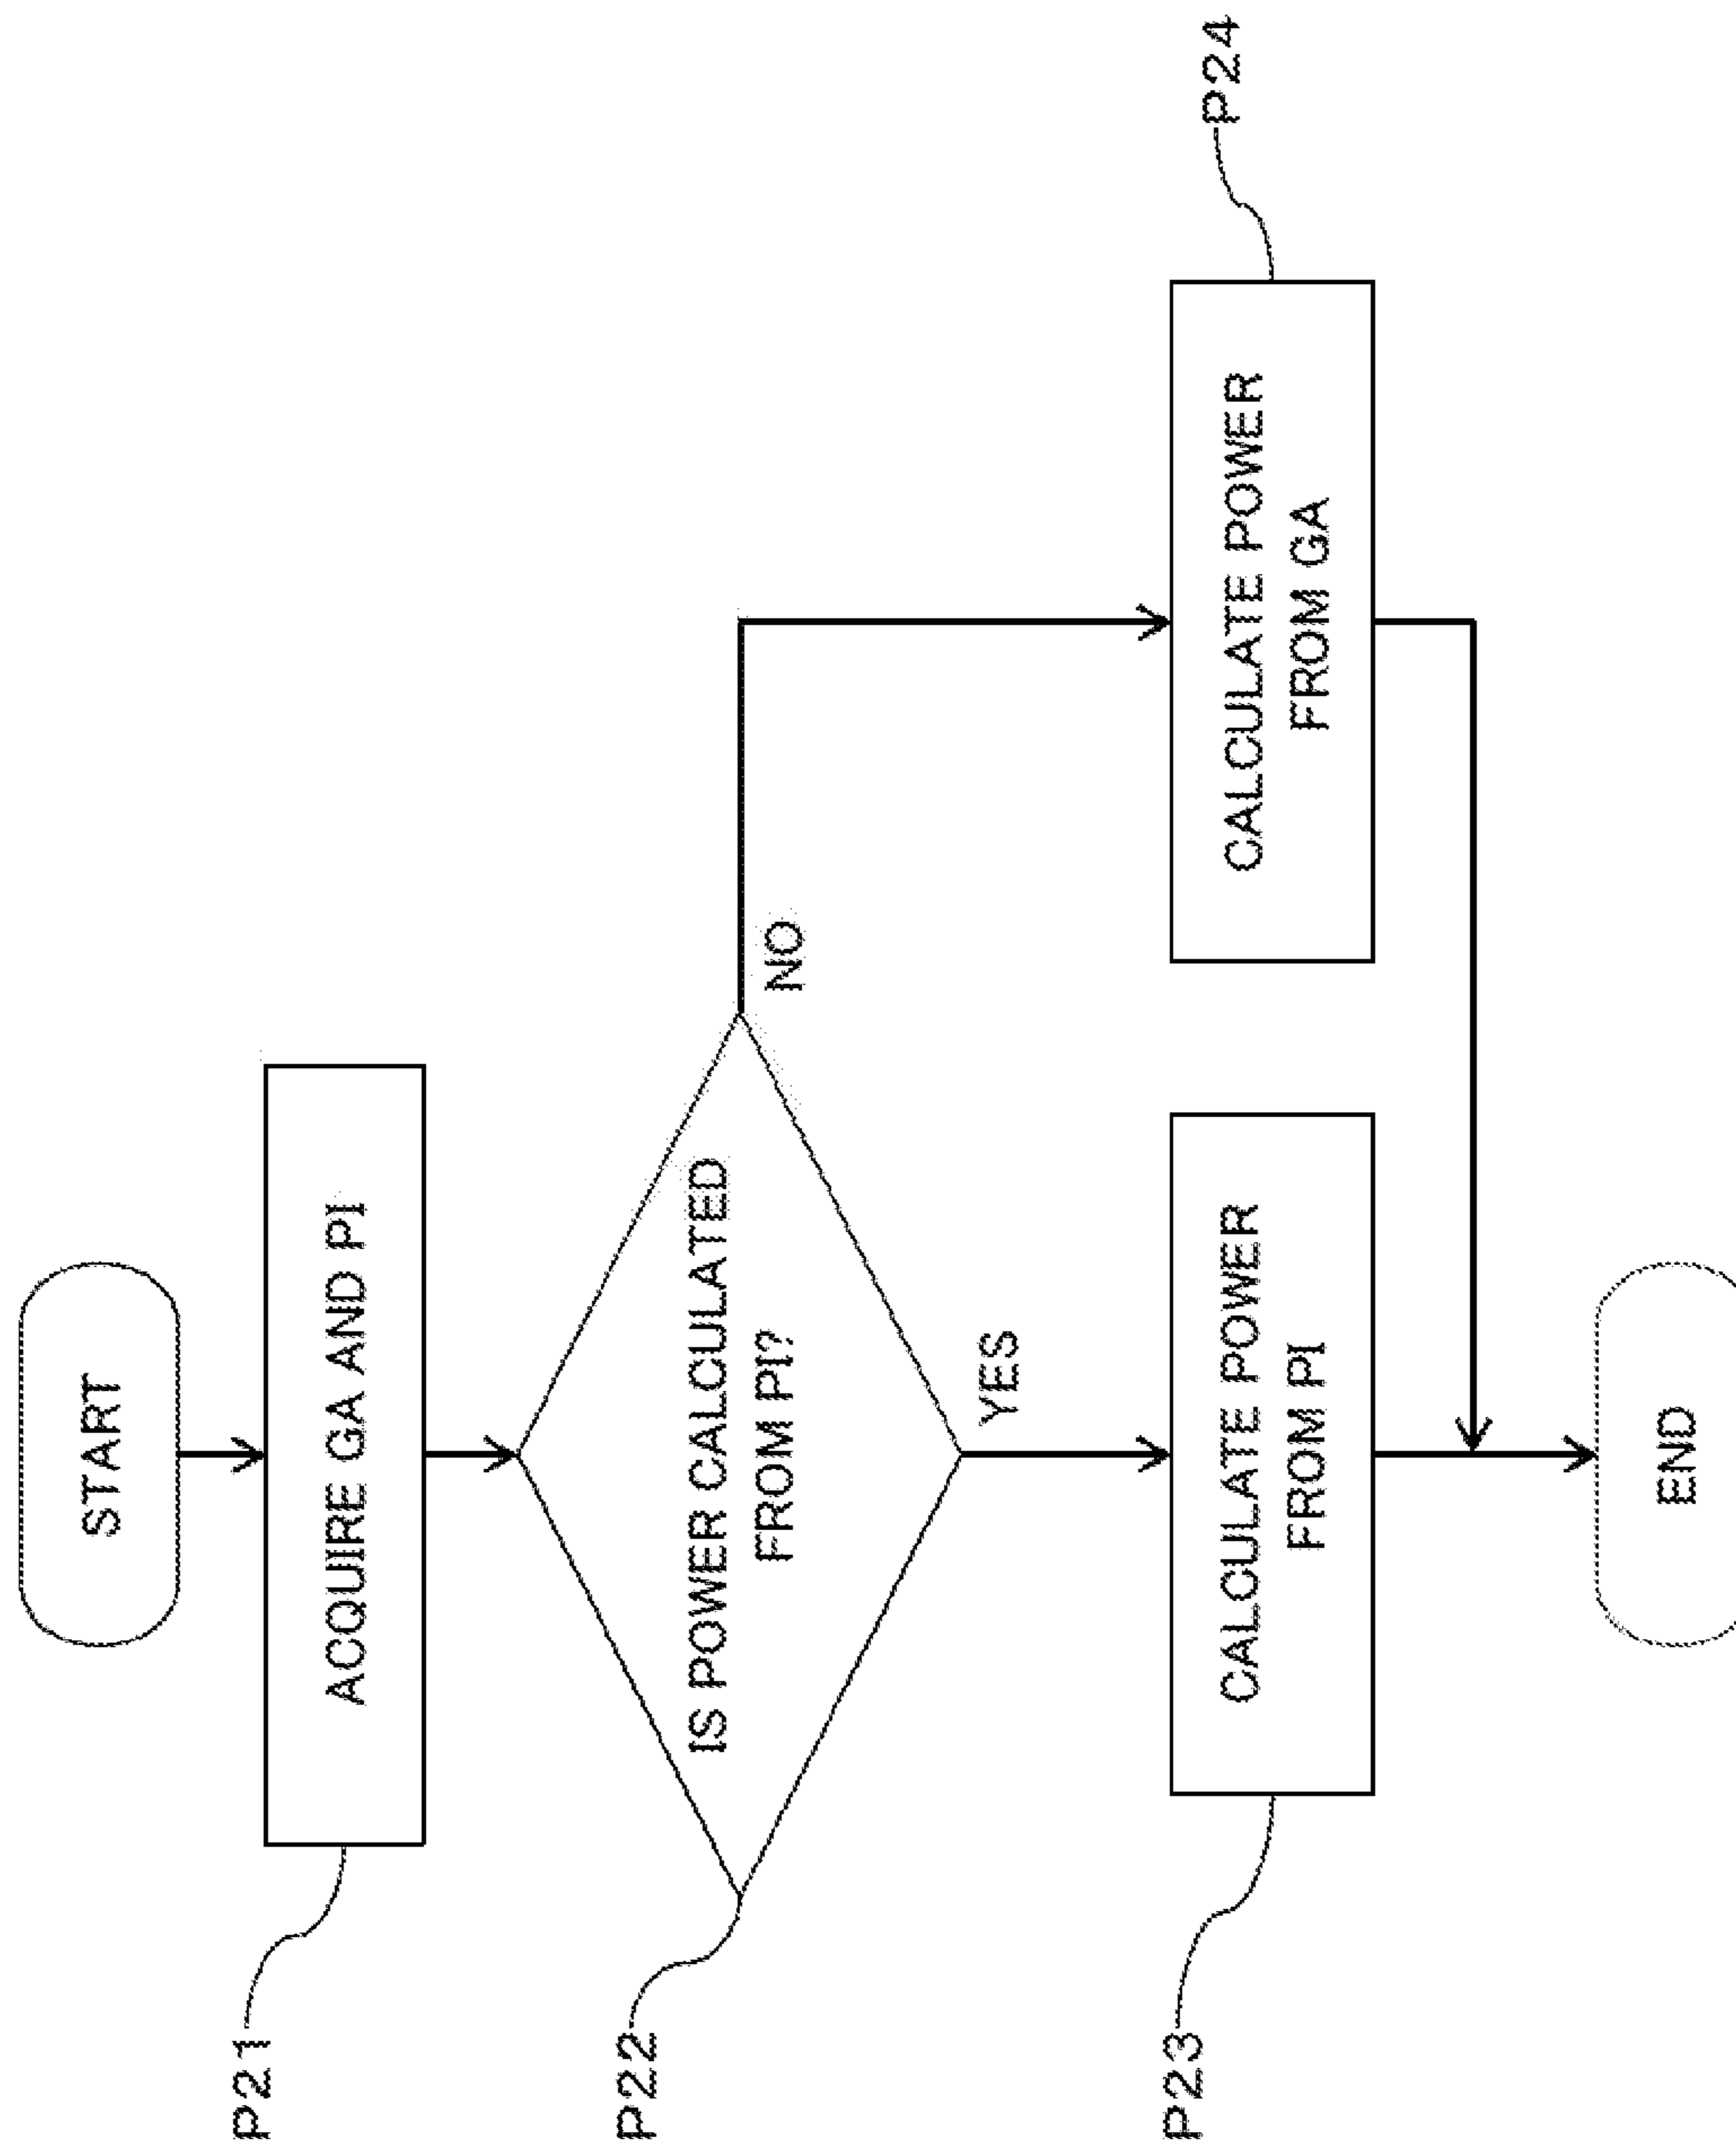 START
P21
ACQUIRE GA AND PI
P22
IS POWER CALCULATED
FROM PI?
NO
YES
P23
CALCULATE POWER
FROM PI
CALCULATE POWER
FROM GA
P24
END